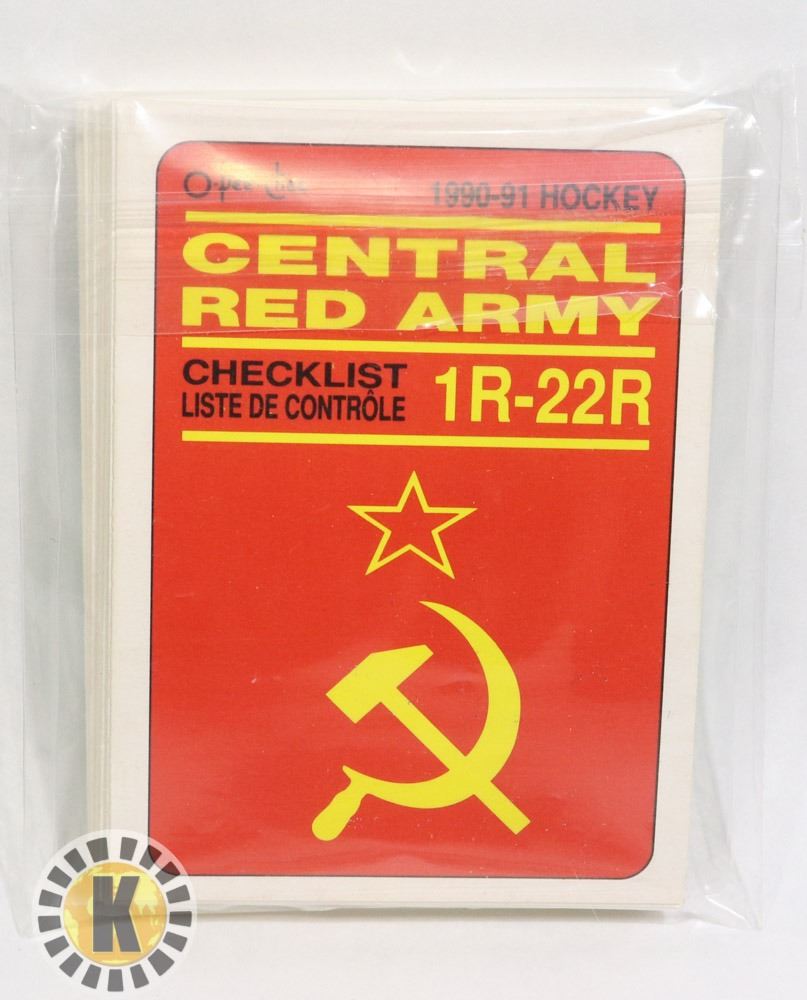 O-Pee-Chee
1990-91 HOCKEY
CENTRAL
RED ARMY
CHECKLIST
LISTE DE CONTRÔLE
1R-22R
K